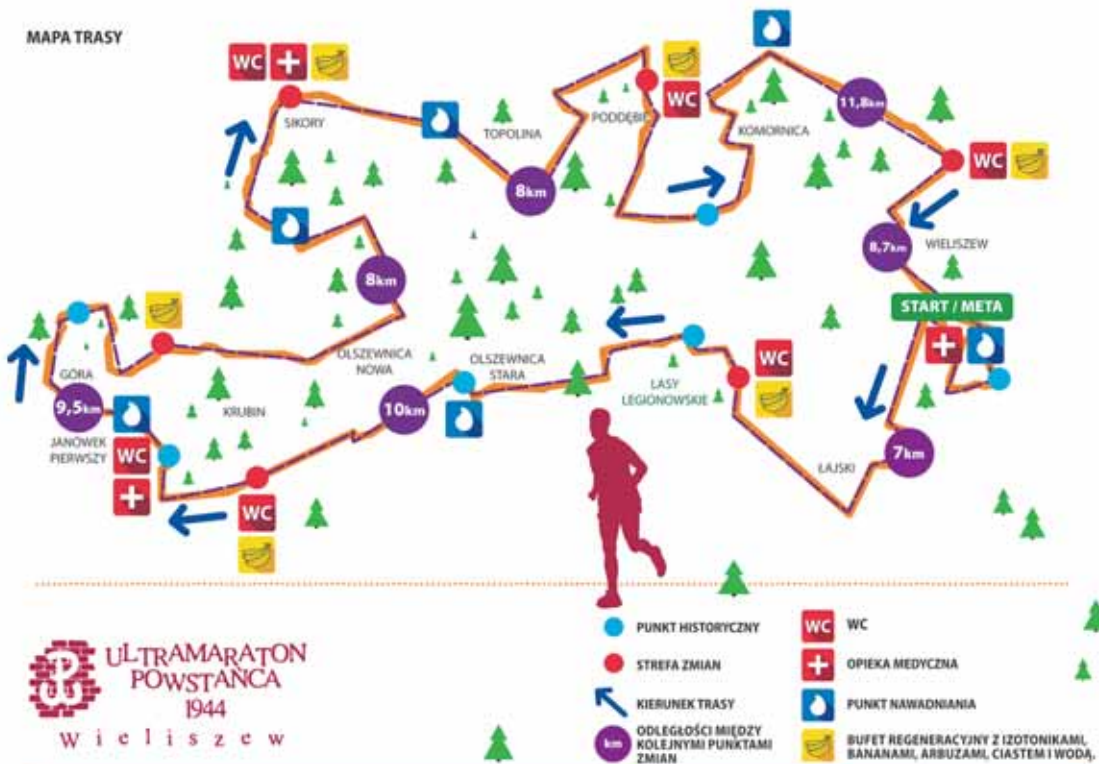 MAPA TRASY
WC
SIKORY
TOPOLINA
8km
PODDĘBIE
WC
KOMORNICA
11,8km
WC
8,7km
WIELISZEW
START / META
8km
OLSZEWNICA
NOWA
OLSZEWNICA
STARA
LASY
LEGIONOWSKIE
WC
GÓRA
9,5km
JANÓWEK
PIERWSZY
WC
KRUBIN
10km
WC
ŁAJSKI
7km
ULTRAMARATON
POWSTAŃCA
1944
Wieliszew
PUNKT HISTORYCZNY
STREFA ZMIAN
KIERUNEK TRASY
km
ODLEGŁOŚCI MIĘDZY
KOLEJNYMI PUNKTAMI
ZMIAN
WC
WC
OPIEKA MEDYCZNA
PUNKT NAWADNIANIA
BUFET REGENERACYJNY Z IZOTONIKAMI,
BANANAMI, ARBUZAMI, CIASTEM I WODĄ.